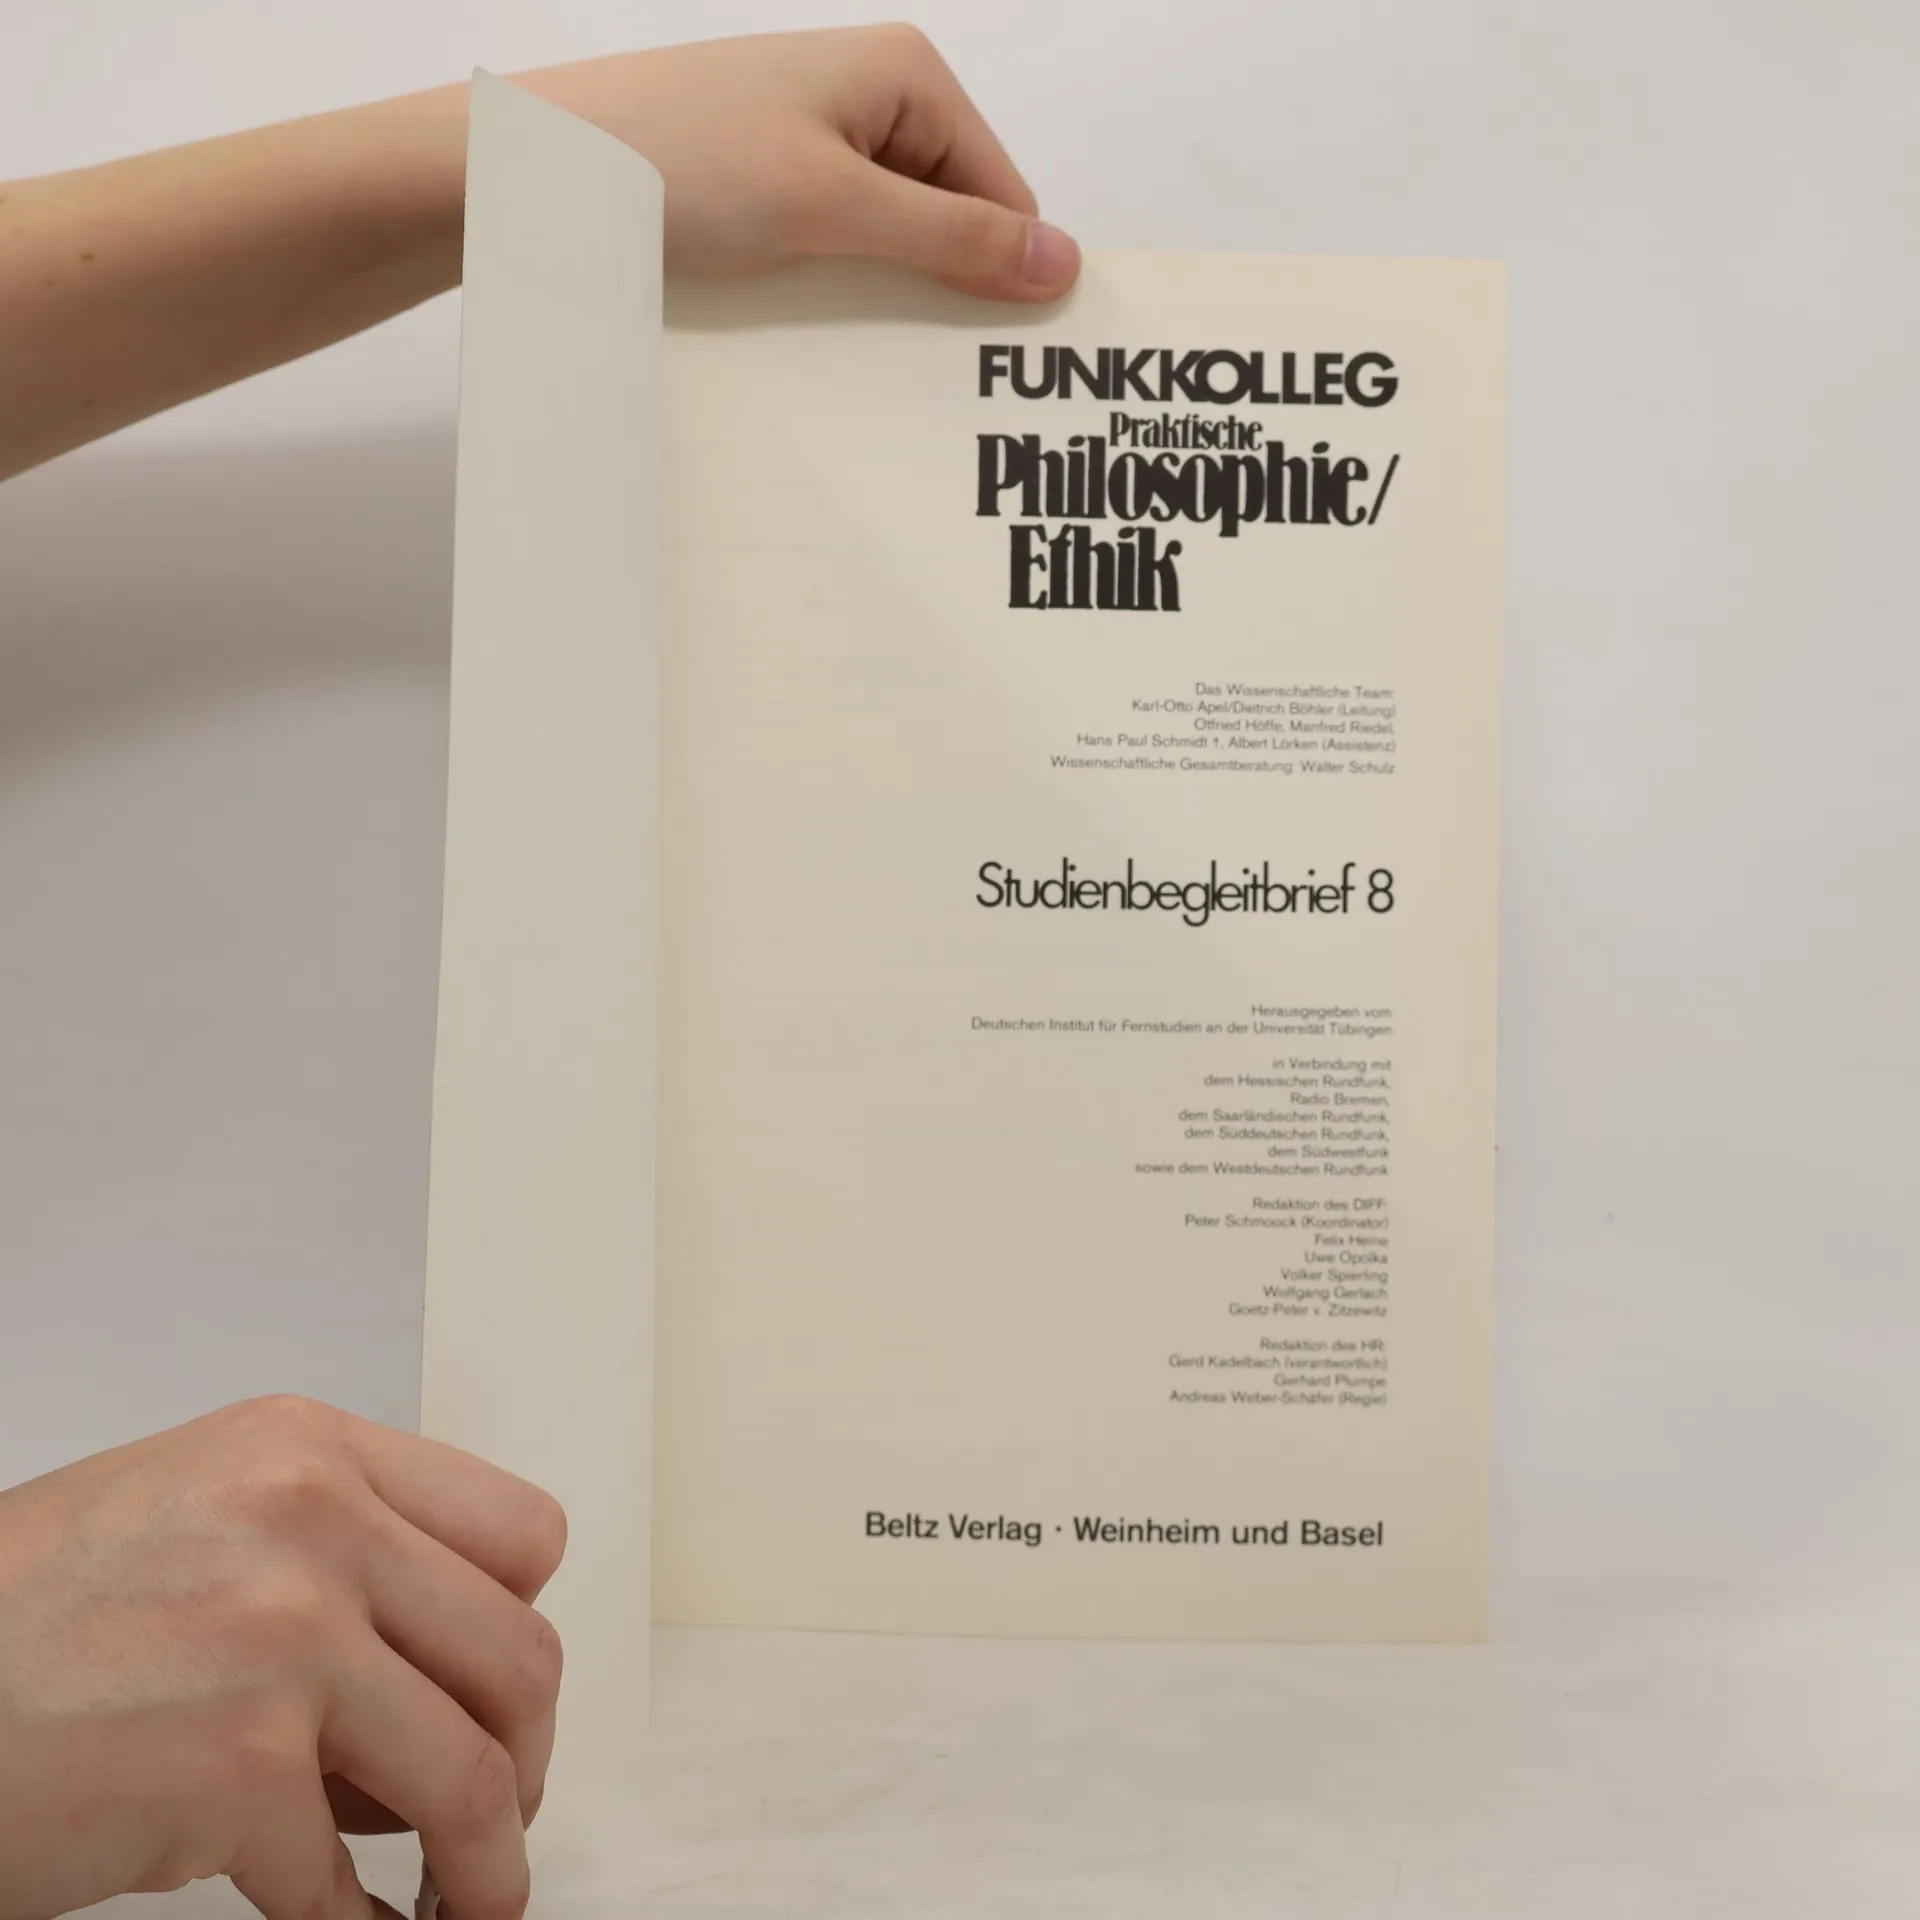 FUNKKOLLEG
Praktische
Philosophie/
Ethik
Das Wissenschaftliche Team:
Karl-Otto Apel/Dietrich Böhler (Leitung)
Otfried Höffe, Manfred Riedel,
Hans Paul Schmidt †, Albert Lörken (Assistenz)
Wissenschaftliche Gesamtberatung: Walter Schulz
Studienbegleitbrief 8
Herausgegeben vom
Deutschen Institut für Fernstudien an der Universität Tübingen
in Verbindung mit
dem Hessischen Rundfunk,
Radio Bremen,
dem Saarländischen Rundfunk,
dem Süddeutschen Rundfunk,
dem Südwestfunk
sowie dem Westdeutschen Rundfunk
Redaktion des DIFF:
Peter Schmoock (Koordinator)
Felix Heine
Uwe Opolka
Volker Spierling
Wolfgang Gerlach
Goetz-Peter v. Zitzewitz
Redaktion des HR:
Gerd Kadelbach (verantwortlich)
Gerhard Plumpe
Andreas Weber-Schäfer (Regie)
Beltz Verlag · Weinheim und Basel